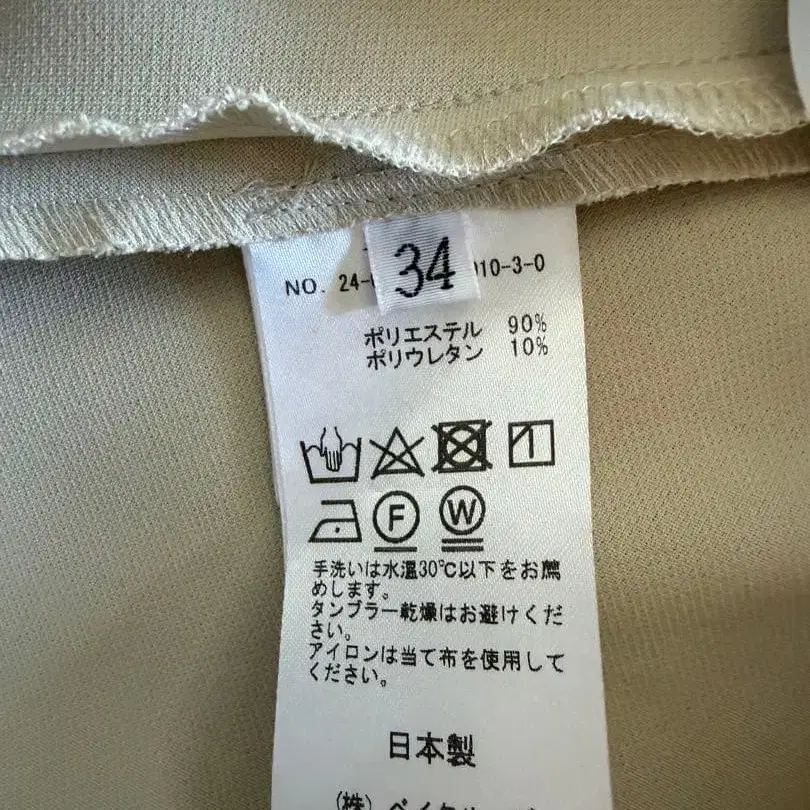 34
NO. 24- 010-3-0
ポリエステル 90%
ポリウレタン 10%
F W
手洗いは水温30℃以下をお薦
めします。
タンブラー乾燥はお避けくだ
さい。
アイロンは当て布を使用して
ください。
日本製
(株)